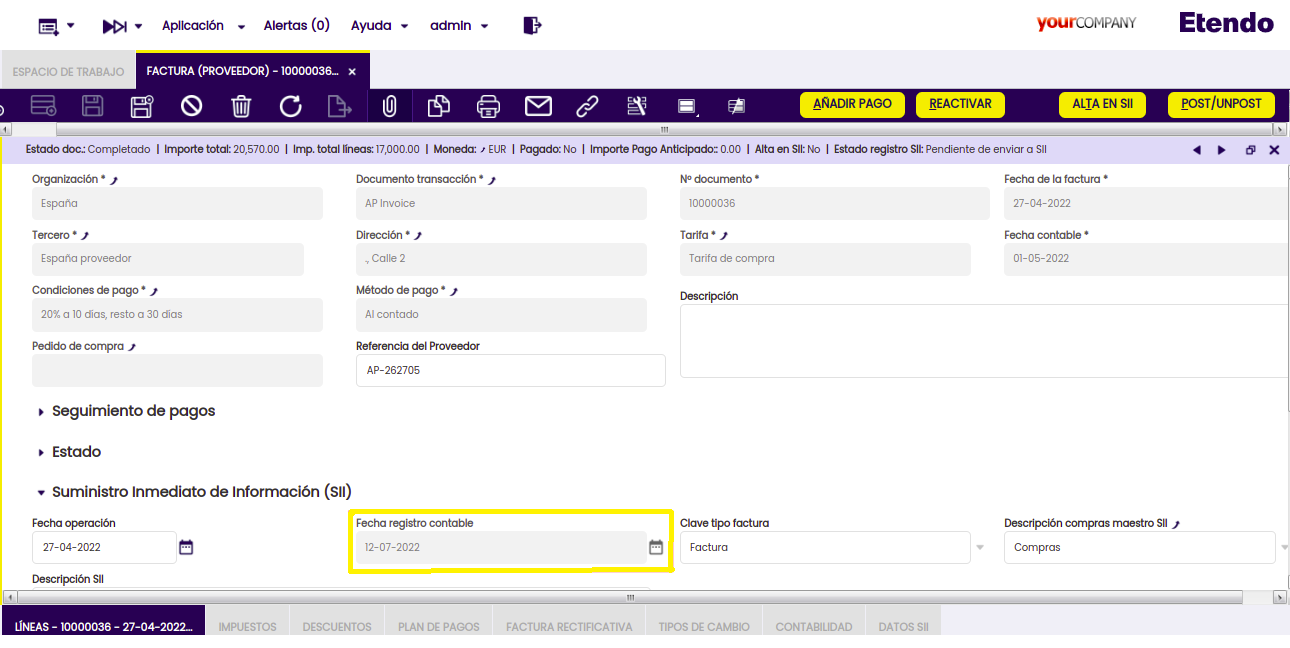 Aplicación Alertas (0) Ayuda admin yourCOMPANY Etendo
ESPACIO DE TRABAJO FACTURA (PROVEEDOR) - 10000036... ×
AÑADIR PAGO REACTIVAR ALTA EN SII POST/UNPOST
Estado doc.: Completado | Importe total: 20,570.00 | Imp. total líneas: 17,000.00 | Moneda: EUR | Pagado: No | Importe Pago Anticipado:: 0.00 | Alta en SII: No | Estado registro SII: Pendiente de enviar a SII
Organización * Documento transacción * Nº documento * Fecha de la factura *
España AP Invoice 10000036 27-04-2022
Tercero * Dirección * Tarifa * Fecha contable *
España proveedor ., Calle 2 Tarifa de compra 01-05-2022
Condiciones de pago * Método de pago * Descripción
20% a 10 días, resto a 30 días Al contado
Pedido de compra Referencia del Proveedor
AP-262705
Seguimiento de pagos
Estado
Suministro Inmediato de Información (SII)
Fecha operación Fecha registro contable Clave tipo factura Descripción compras maestro SII
27-04-2022 12-07-2022 Factura Compras
Descripción SII
LÍNEAS - 10000036 - 27-04-2022... IMPUESTOS DESCUENTOS PLAN DE PAGOS FACTURA RECTIFICATIVA TIPOS DE CAMBIO CONTABILIDAD DATOS SII